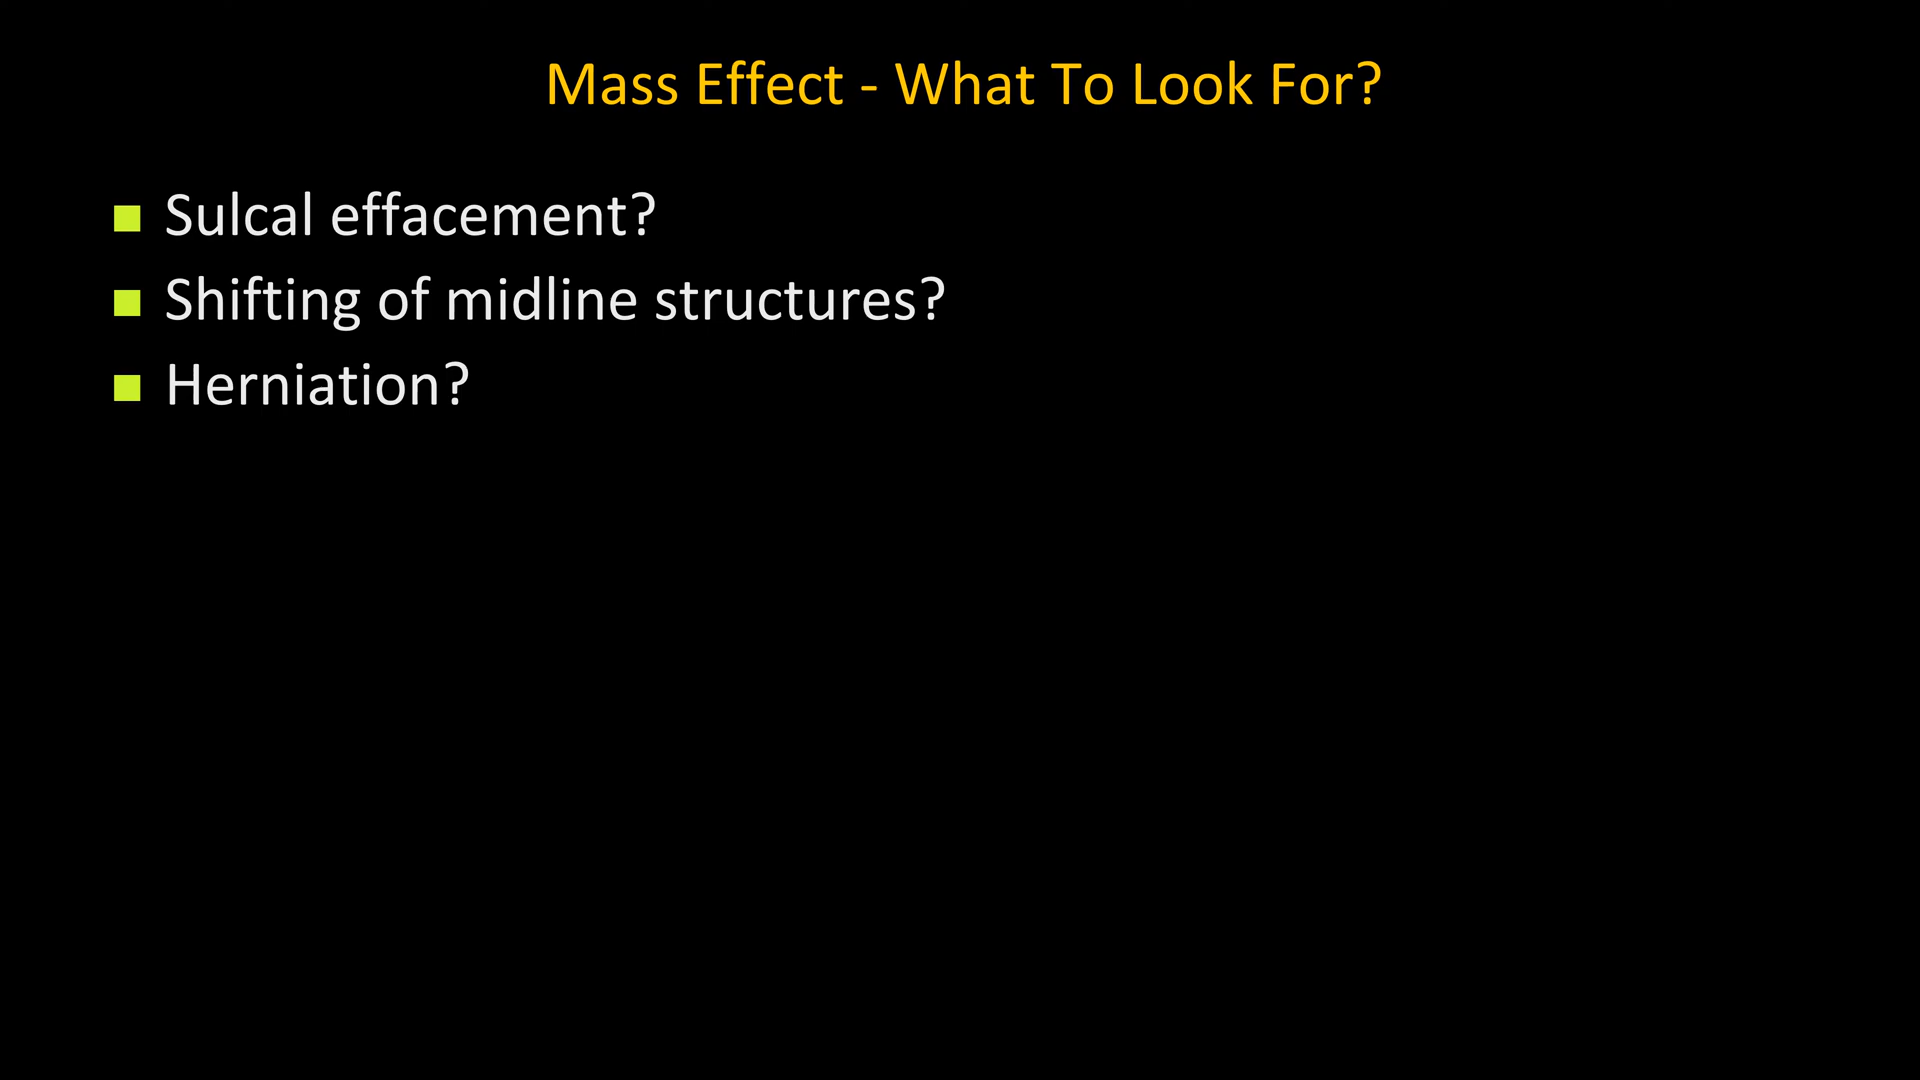 Mass Effect - What To Look For?
Sulcal effacement?
Shifting of midline structures?
Herniation?